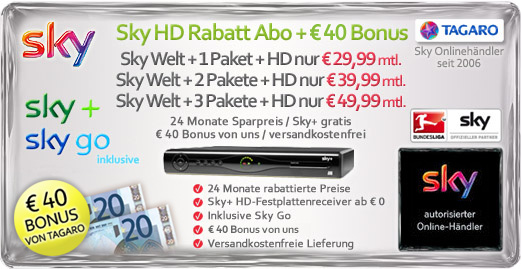 sky
Sky HD Rabatt Abo + € 40 Bonus
TAGARO
Sky Onlinehändler
seit 2006
Sky Welt + 1 Paket + HD nur € 29,99 mtl.
Sky Welt + 2 Pakete + HD nur € 39,99 mtl.
Sky Welt + 3 Pakete + HD nur € 49,99 mtl.
sky +
sky go
inklusive
24 Monate Sparpreis / Sky+ gratis
€ 40 Bonus von uns / versandkostenfrei
BUNDESLIGA
sky
OFFIZIELLER PARTNER
sky+
€ 40
BONUS
VON TAGARO
20
20
24 Monate rabattierte Preise
Sky+ HD-Festplattenreceiver ab € 0
Inklusive Sky Go
€ 40 Bonus von uns
Versandkostenfreie Lieferung
sky
autorisierter
Online-Händler